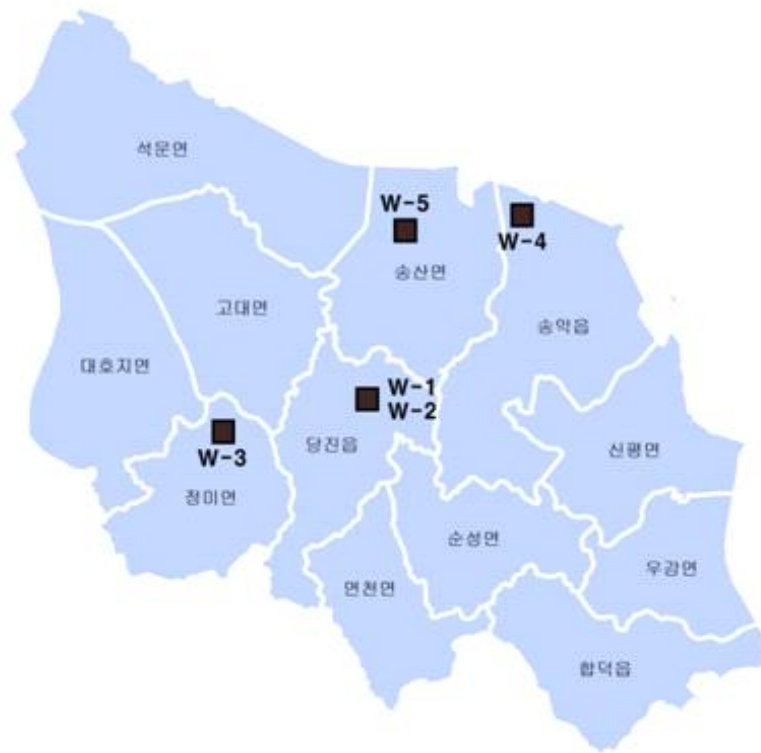 석문면
W-5
W-4
송산면
고대면
송악읍
대호지면
W-1
W-2
W-3
당진읍
신평면
정미면
순성면
면천면
우강면
합덕읍